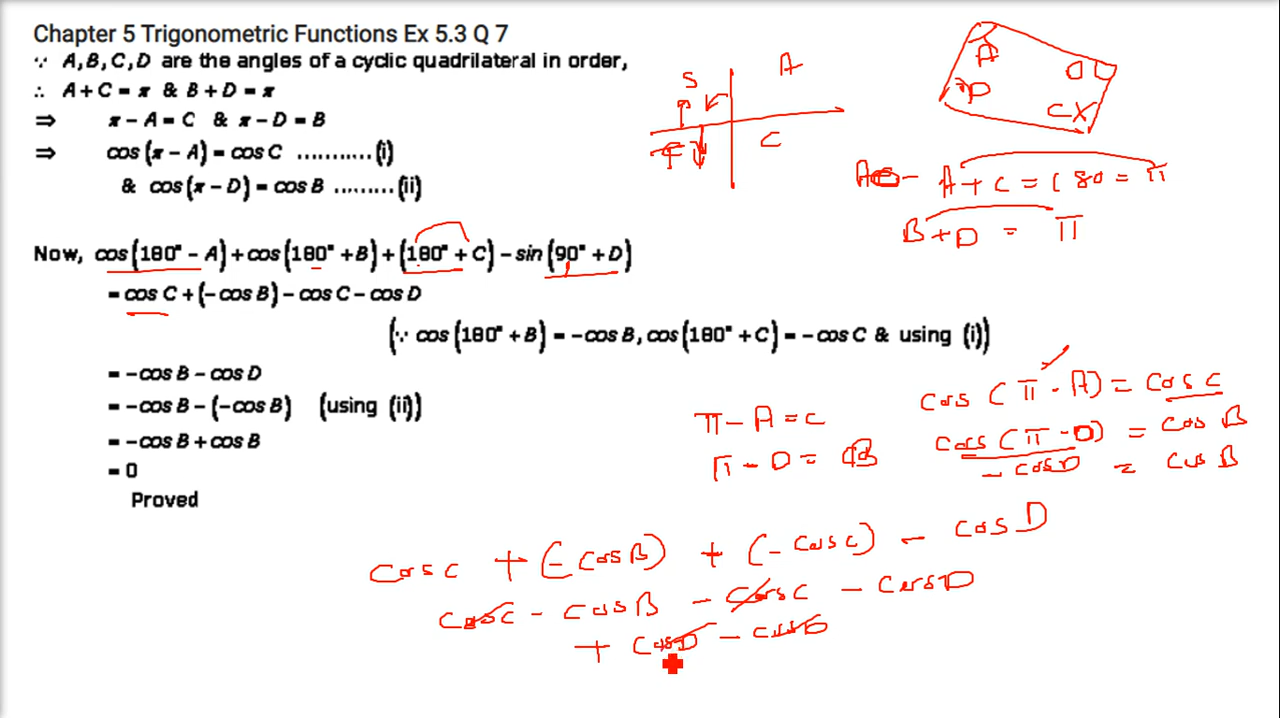 Chapter 5 Trigonometric Functions Ex 5.3 Q 7
∵ A,B,C,D are the angles of a cyclic quadrilateral in order,
∴ A+C = π & B+D = π
⇒ π − A = C & π − D = B
⇒ cos(π − A) = cos C ...........(i)
& cos(π − D) = cos B .........(ii)
Now, cos(180° − A) + cos(180° + B) + (180° + C) − sin(90° + D)
= cos C + (−cos B) − cos C − cos D
(∵ cos(180° + B) = −cos B, cos(180° + C) = −cos C & using (i))
= −cos B − cos D
= −cos B − (−cos B) (using (ii))
= −cos B + cos B
= 0
Proved
S A
C
A
D
C
A + C = 180 = π
B + D = π
π − A = C
π − D = B
cos (π − A) = cos C
cos (π − D) = cos B
− cos D = cos B
cos C + (− cos B) + (− cos C) − cos D
cos C − cos B − cos C − cos D
+ cos D − cos D